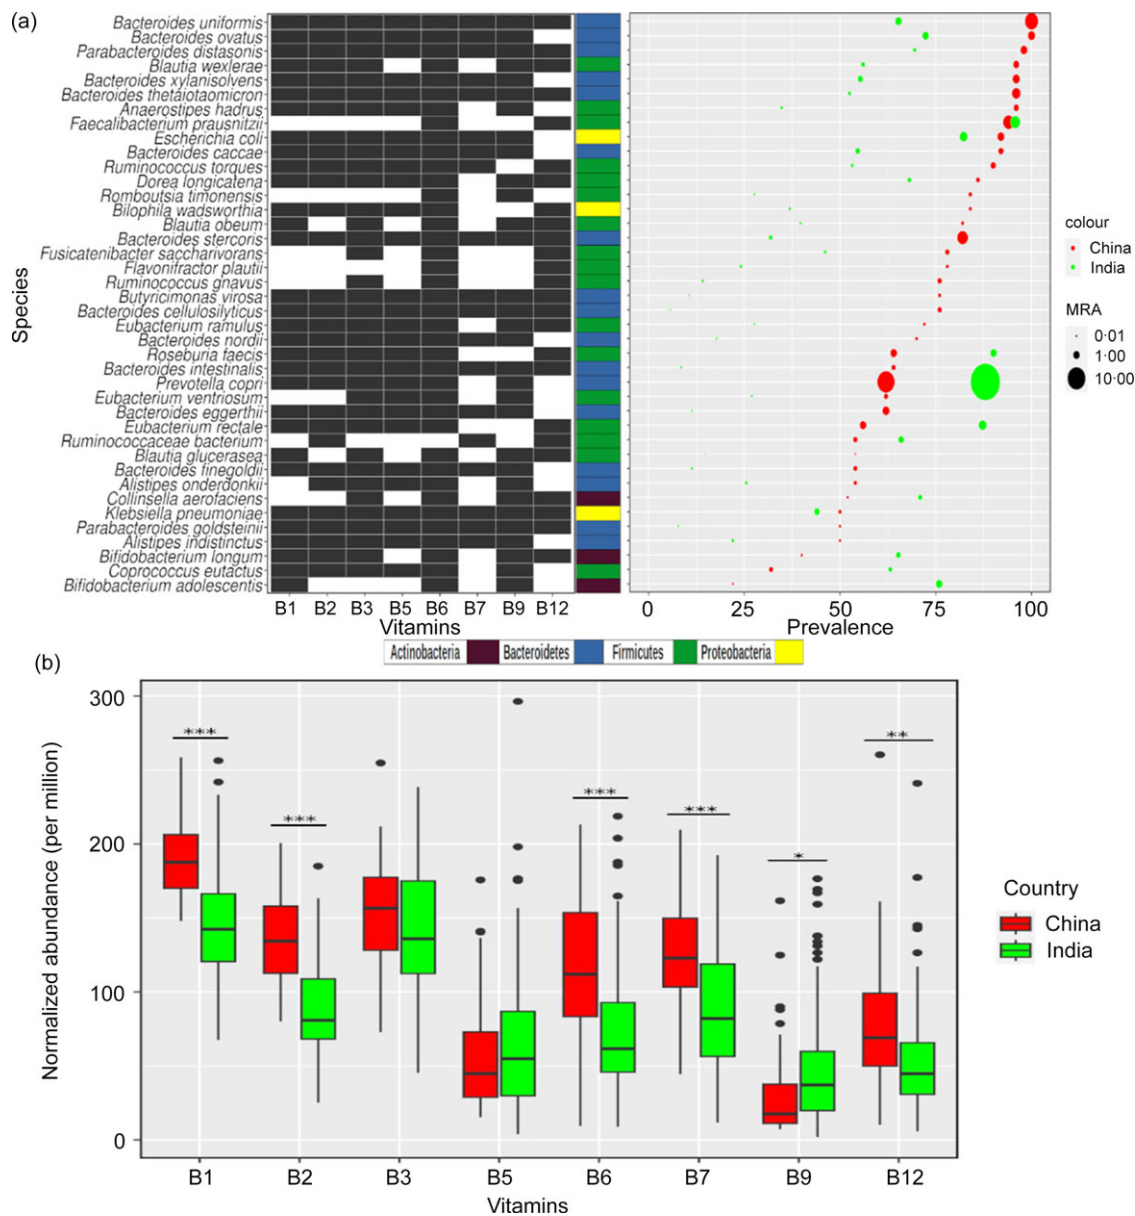 (a)
Species
Bacteroides uniformis
Bacteroides ovatus
Parabacteroides distasonis
Blautia wexlerae
Bacteroides xylanisolvens
Bacteroides thetaiotaomicron
Anaerostipes hadrus
Faecalibacterium prausnitzii
Escherichia coli
Bacteroides caccae
Ruminococcus torques
Dorea longicatena
Romboutsia timonensis
Bilophila wadsworthia
Blautia obeum
Bacteroides stercoris
Fusicatenibacter saccharivorans
Flavonifractor plautii
Ruminococcus gnavus
Butyricimonas virosa
Bacteroides cellulosilyticus
Eubacterium ramulus
Bacteroides nordii
Roseburia faecis
Bacteroides intestinalis
Prevotella copri
Eubacterium ventriosum
Bacteroides eggerthii
Eubacterium rectale
Ruminococcaceae bacterium
Blautia glucerasea
Bacteroides finegoldii
Alistipes onderdonkii
Collinsella aerofaciens
Klebsiella pneumoniae
Parabacteroides goldsteinii
Alistipes indistinctus
Bifidobacterium longum
Coprococcus eutactus
Bifidobacterium adolescentis
B1 B2 B3 B5 B6 B7 B9 B12
Vitamins
0 25 50 75 100
Prevalence
colour
China
India
MRA
0·01
1·00
10·00
Actinobacteria Bacteroidetes Firmicutes Proteobacteria
(b)
Normalized abundance (per million)
300
200
100
0
*** *** *** *** * **
B1 B2 B3 B5 B6 B7 B9 B12
Vitamins
Country
China
India